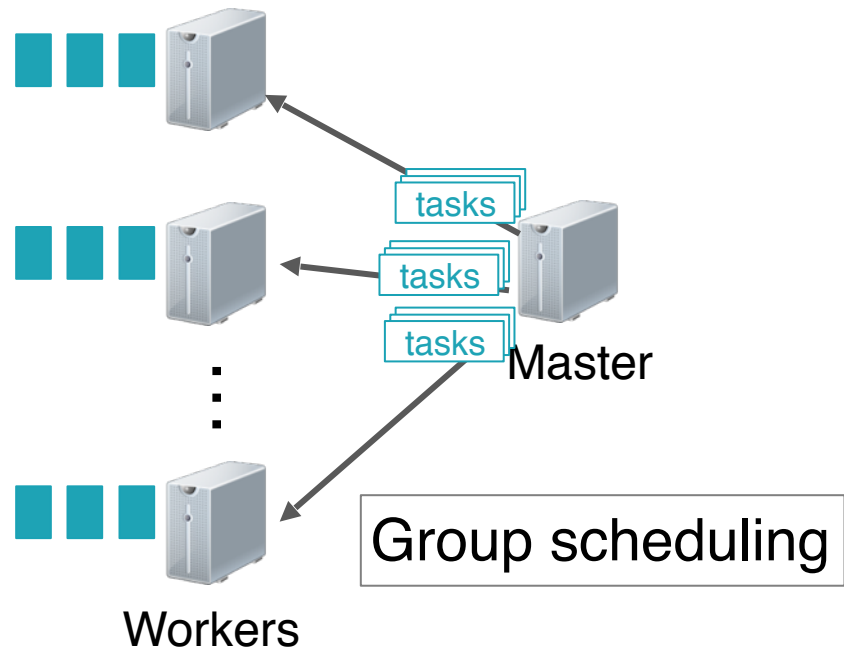 tasks
tasks
tasks
Master
Group scheduling
Workers